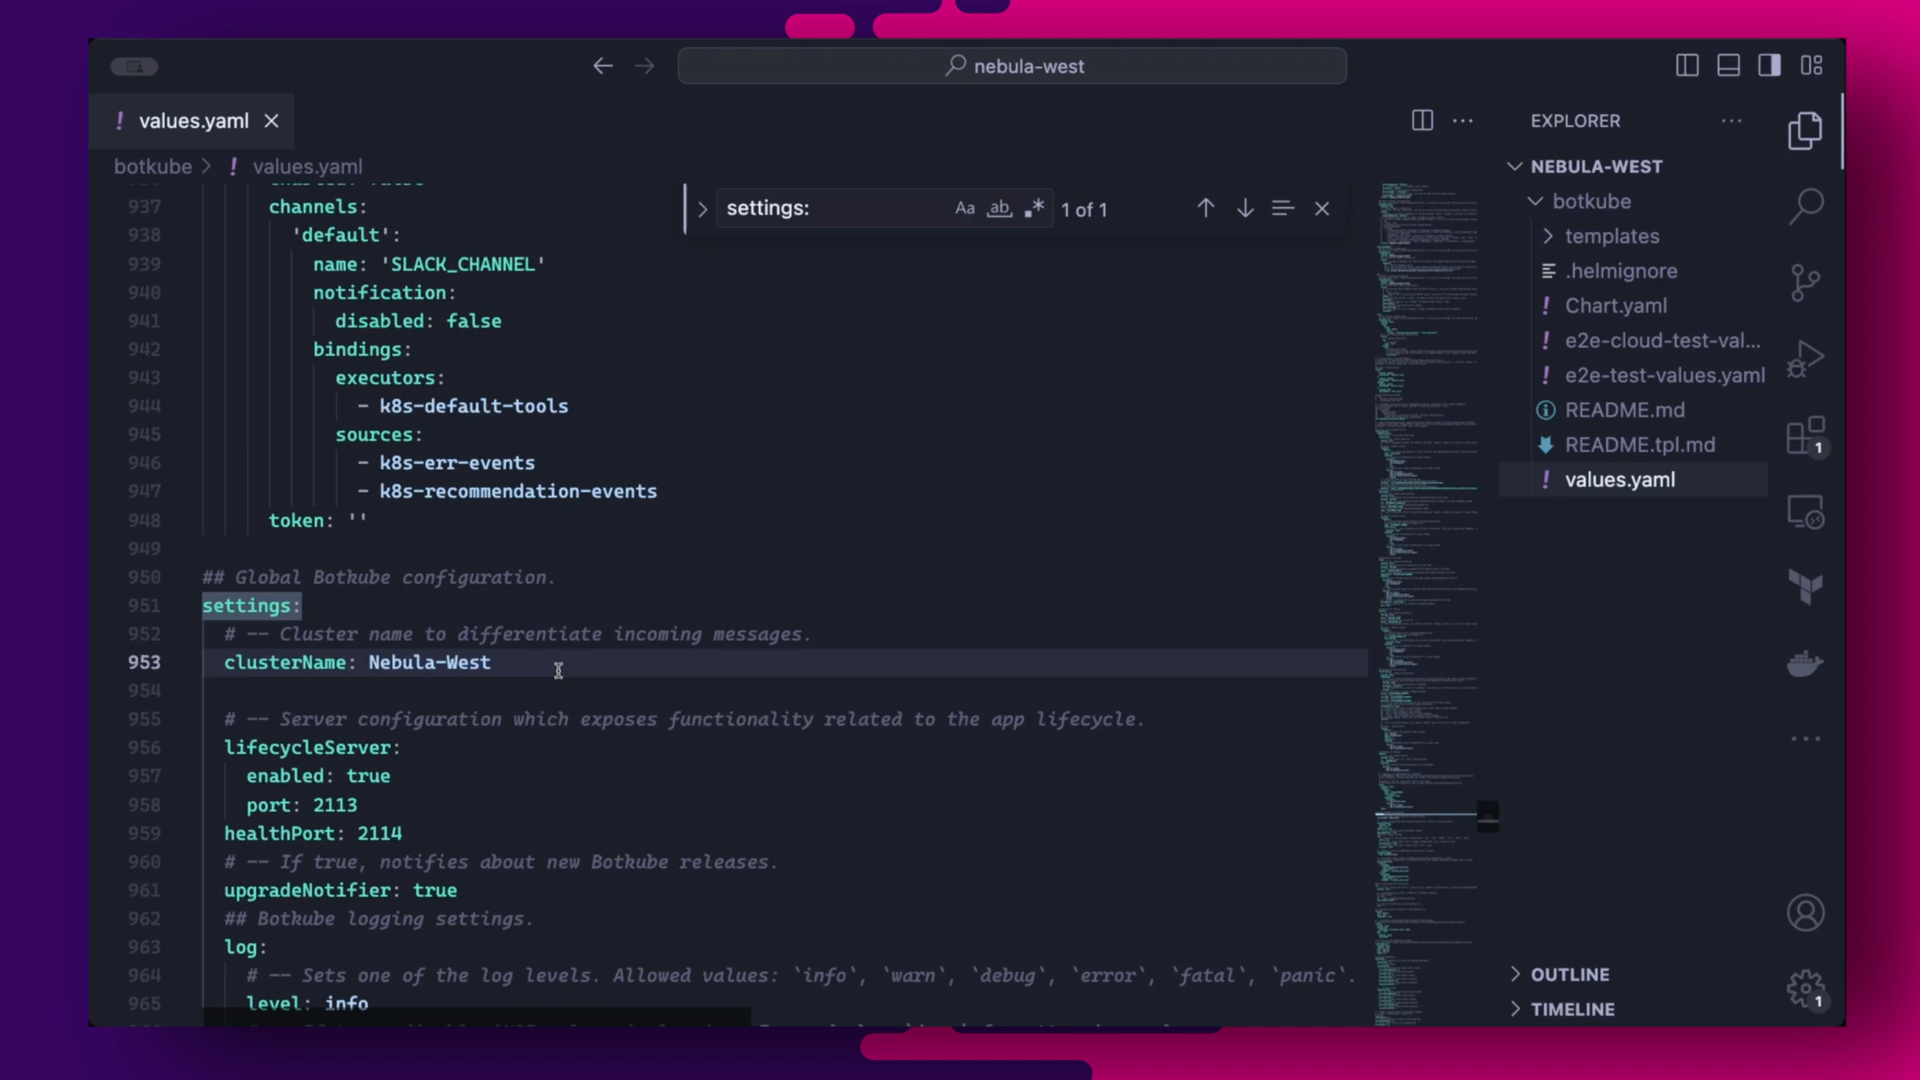 nebula-west
! values.yaml
botkube > ! values.yaml
settings:
Aa
ab
1 of 1
937 channels:
938 'default':
939 name: 'SLACK_CHANNEL'
940 notification:
941 disabled: false
942 bindings:
943 executors:
944 - k8s-default-tools
945 sources:
946 - k8s-err-events
947 - k8s-recommendation-events
948 token: ''
949
950 ## Global Botkube configuration.
951 settings:
952 # -- Cluster name to differentiate incoming messages.
953 clusterName: Nebula-West
954
955 # -- Server configuration which exposes functionality related to the app lifecycle.
956 lifecycleServer:
957 enabled: true
958 port: 2113
959 healthPort: 2114
960 # -- If true, notifies about new Botkube releases.
961 upgradeNotifier: true
962 ## Botkube logging settings.
963 log:
964 # -- Sets one of the log levels. Allowed values: `info`, `warn`, `debug`, `error`, `fatal`, `panic`.
965 level: info
EXPLORER
NEBULA-WEST
botkube
templates
.helmignore
! Chart.yaml
! e2e-cloud-test-val...
! e2e-test-values.yaml
README.md
README.tpl.md
! values.yaml
OUTLINE
TIMELINE
1
1